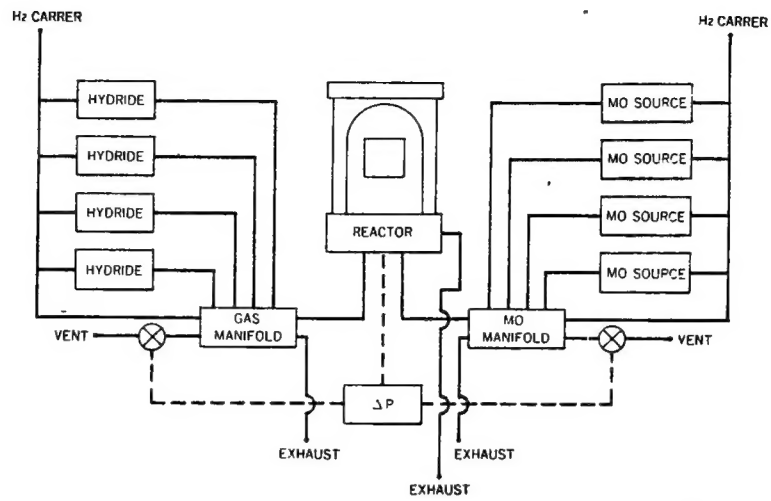 H2 CARRER
H2 CARRER
HYDRIDE
MO SOURCE
HYDRIDE
MO SOURCE
HYDRIDE
MO SOURCE
REACTOR
HYDRIDE
MO SOURCE
GAS
MANIFOLD
MO
MANIFOLD
VENT
VENT
ΔP
EXHAUST
EXHAUST
EXHAUST